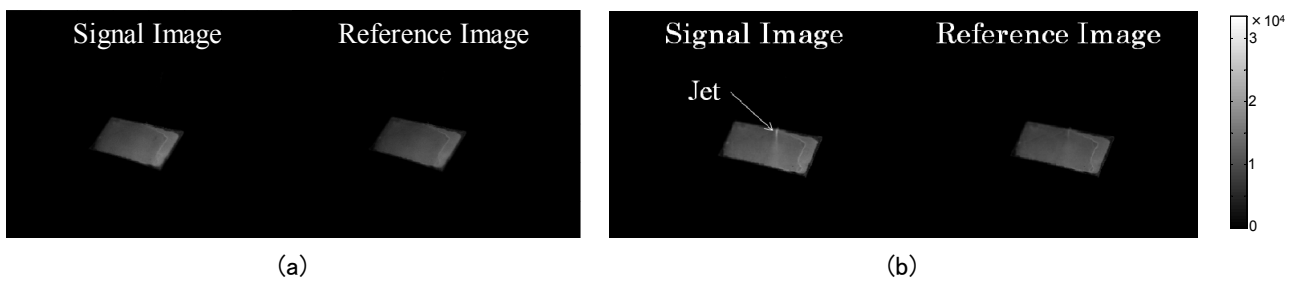 Signal Image
Reference Image
Signal Image
Reference Image
Jet
× 10⁴
3
2
1
0
(a)
(b)